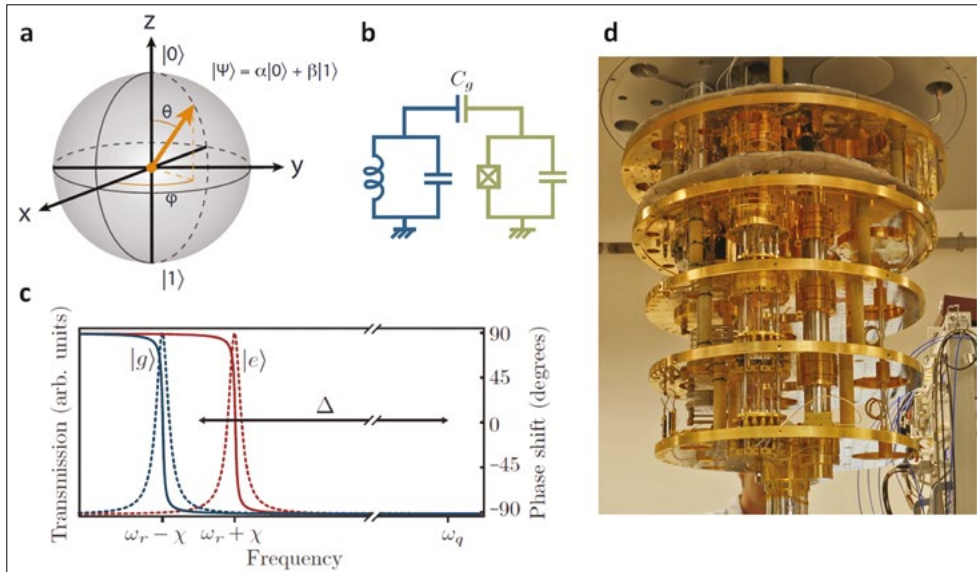 a
z
|0⟩
|Ψ⟩ = α|0⟩ + β|1⟩
θ
y
φ
x
|1⟩
b
C_g
c
Transmission (arb. units)
|g⟩
|e⟩
Δ
90
45
0
-45
-90
Phase shift (degrees)
ω_r − χ
ω_r + χ
ω_q
Frequency
d